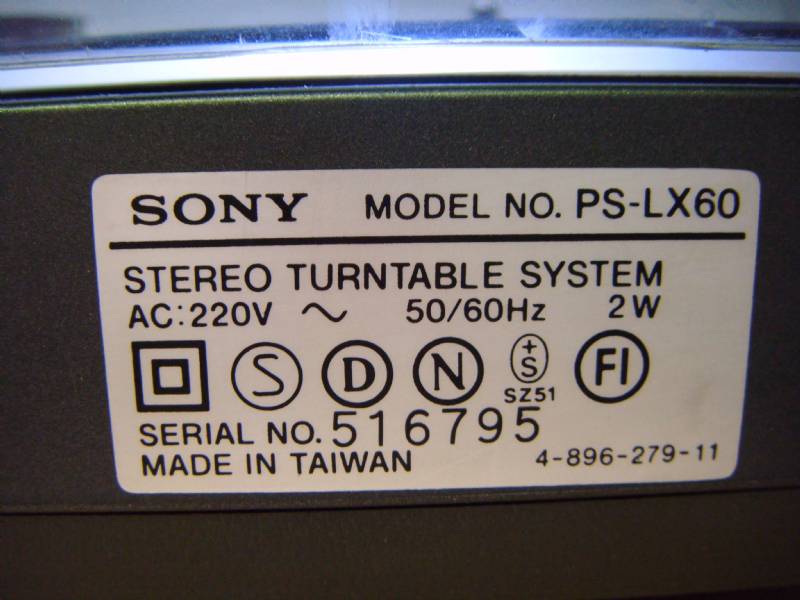 SONY MODEL NO. PS-LX60
STEREO TURNTABLE SYSTEM
AC:220V ~ 50/60Hz 2W
S D N +S FI
SZ51
SERIAL NO. 516795
MADE IN TAIWAN 4-896-279-11